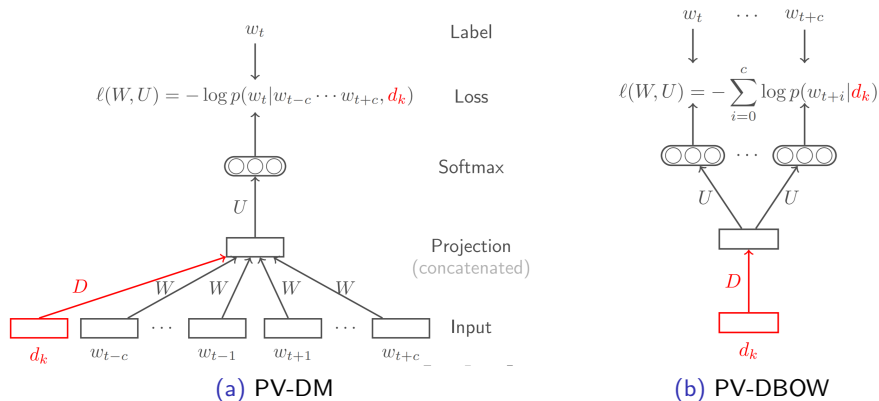 w_t
Label
w_t ⋯ w_{t+c}
ℓ(W, U) = − log p(w_t|w_{t−c} ⋯ w_{t+c}, d_k)
Loss
ℓ(W, U) = − ∑_{i=0}^{c} log p(w_{t+i}|d_k)
Softmax
⋯
U
U U
Projection
(concatenated)
D W W W W
D
⋯ ⋯
Input
d_k w_{t−c} w_{t−1} w_{t+1} w_{t+c}
d_k
(a) PV-DM
(b) PV-DBOW